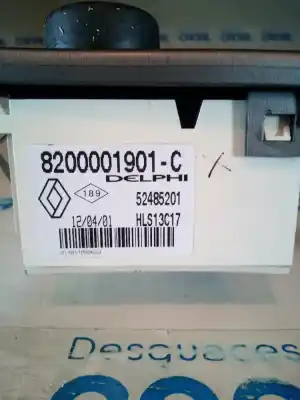 8200001901-C
DELPHI
189
52485201
12/04/01
HLS13C17
Desguaces